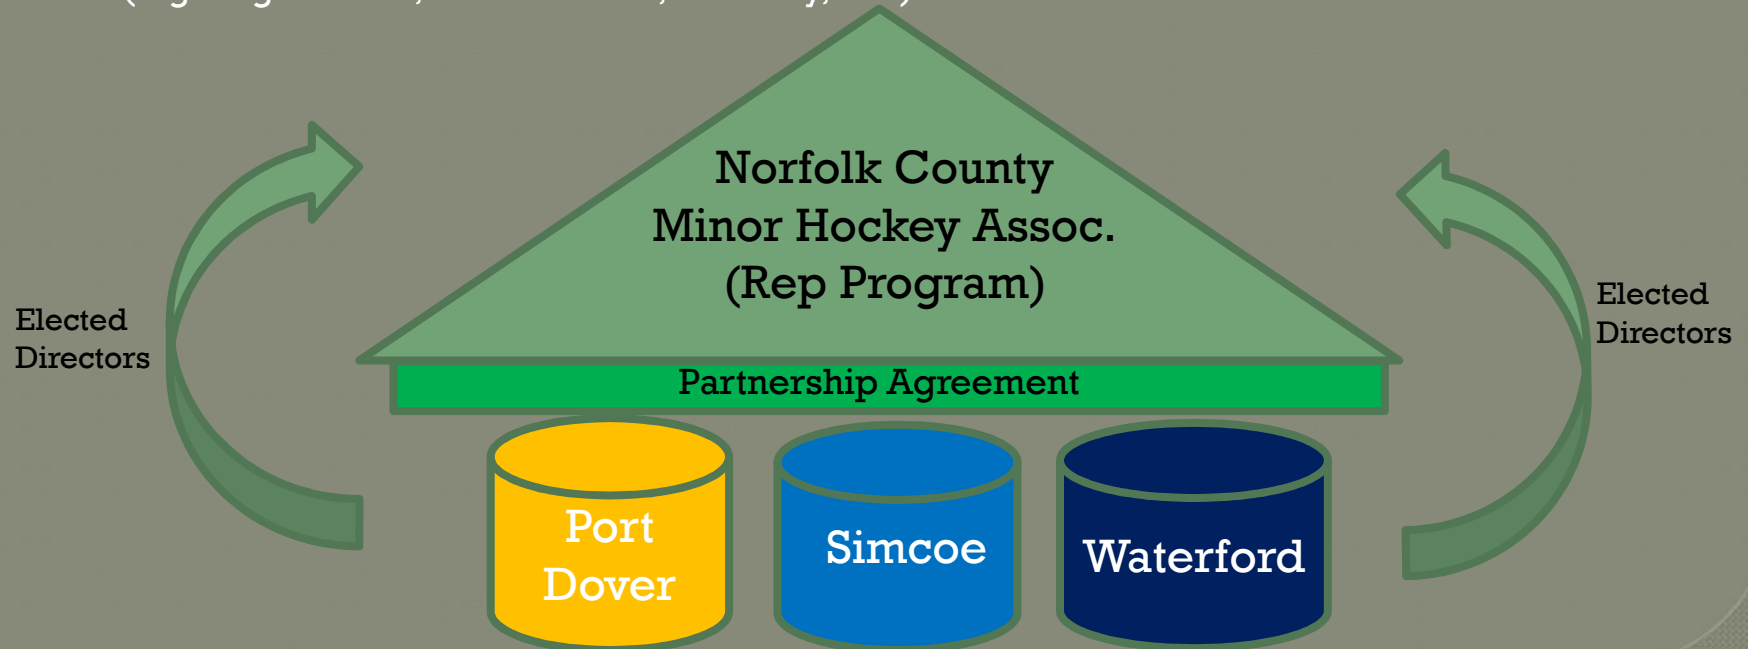 Norfolk County
Minor Hockey Assoc.
(Rep Program)
Elected
Directors
Elected
Directors
Partnership Agreement
Port
Dover
Simcoe
Waterford